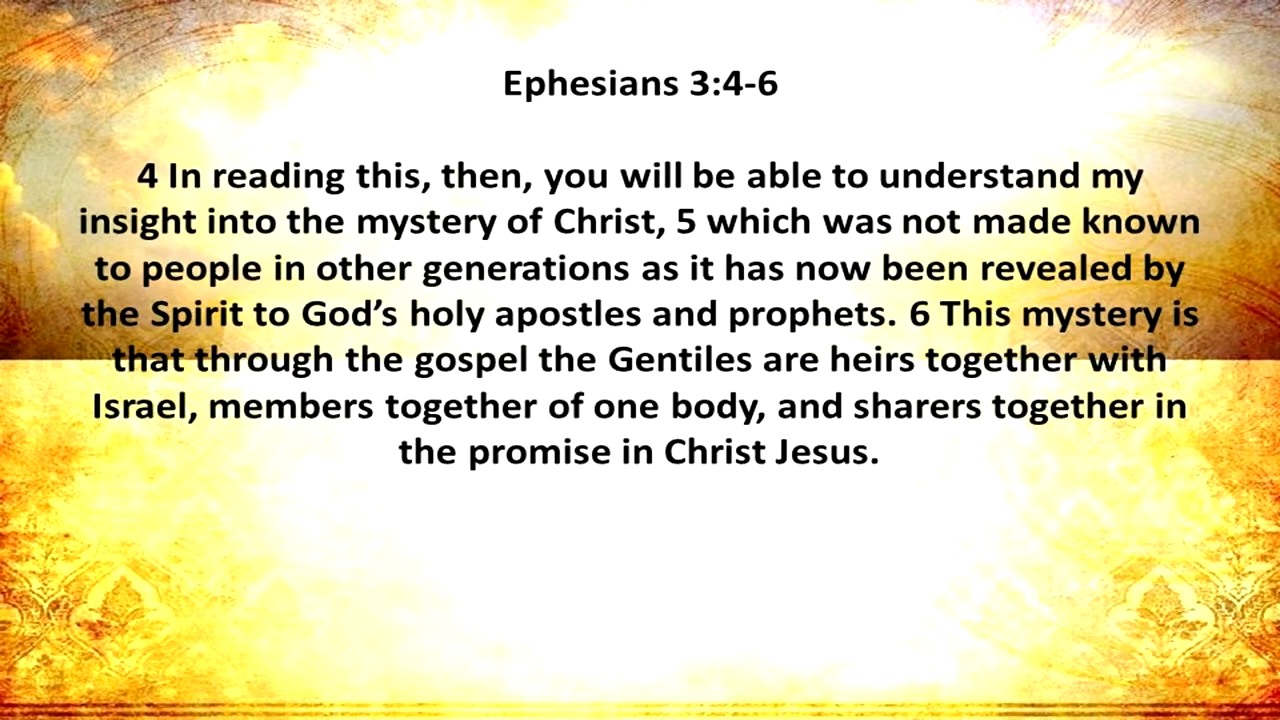 Ephesians 3:4-6
4 In reading this, then, you will be able to understand my
insight into the mystery of Christ, 5 which was not made known
to people in other generations as it has now been revealed by
the Spirit to God’s holy apostles and prophets. 6 This mystery is
that through the gospel the Gentiles are heirs together with
Israel, members together of one body, and sharers together in
the promise in Christ Jesus.